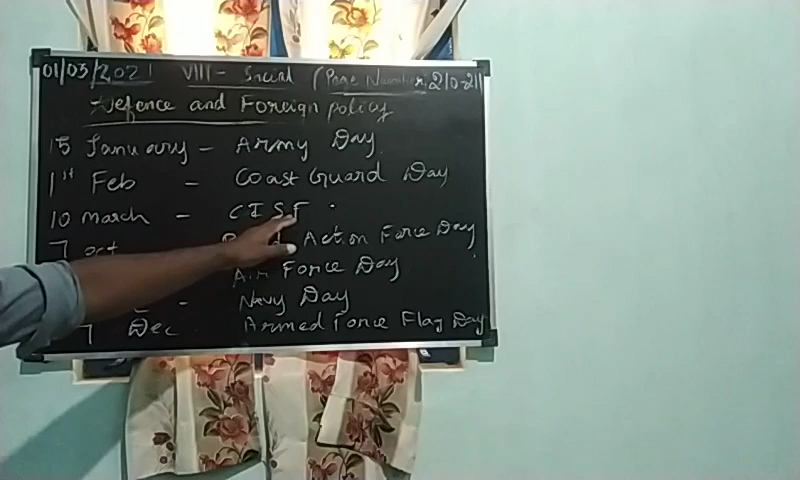 01/03/2021 VIII - Social (Page Number 210-211
Defence and Foreign policy
15 January - Army Day
1st Feb - Coast Guard Day
10 March - CISF
7 oct Action Force Day
Air Force Day
- Navy Day
7 Dec Armed Force Flag Day